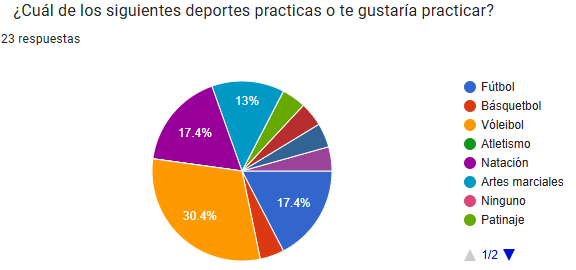 ¿Cuál de los siguientes deportes practicas o te gustaría practicar?
23 respuestas
13%
17.4%
17.4%
30.4%
Fútbol
Básquetbol
Vóleibol
Atletismo
Natación
Artes marciales
Ninguno
Patinaje
1/2